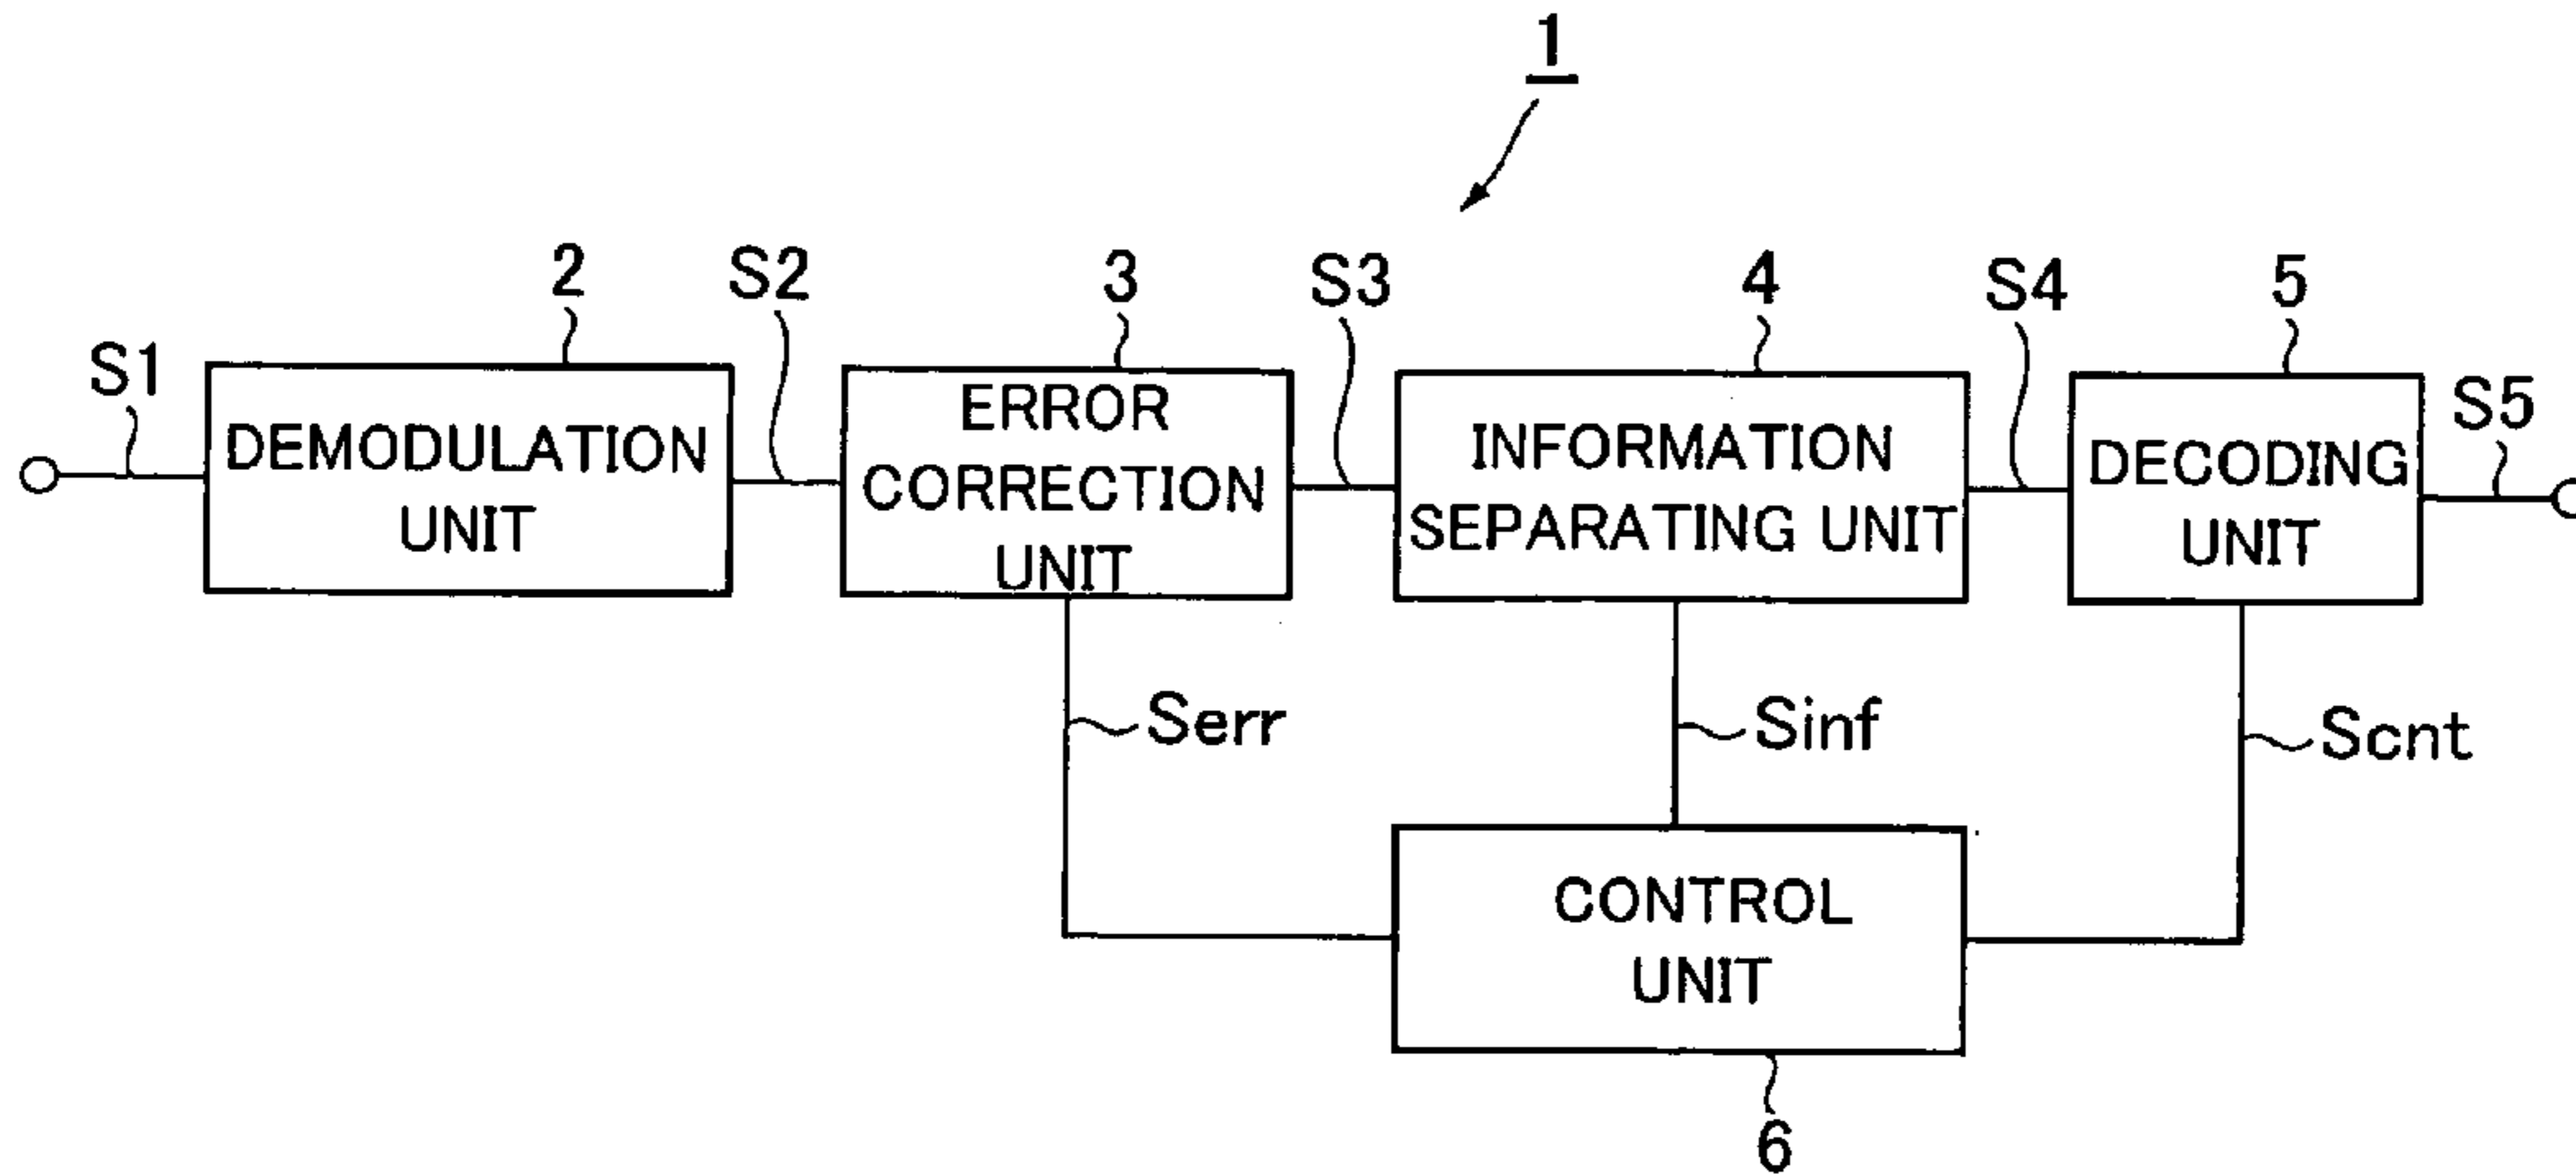 1
2
S2
3
S3
4
S4
5
S1
S5
DEMODULATION
UNIT
ERROR
CORRECTION
UNIT
INFORMATION
SEPARATING UNIT
DECODING
UNIT
Serr
Sinf
Scnt
CONTROL
UNIT
6